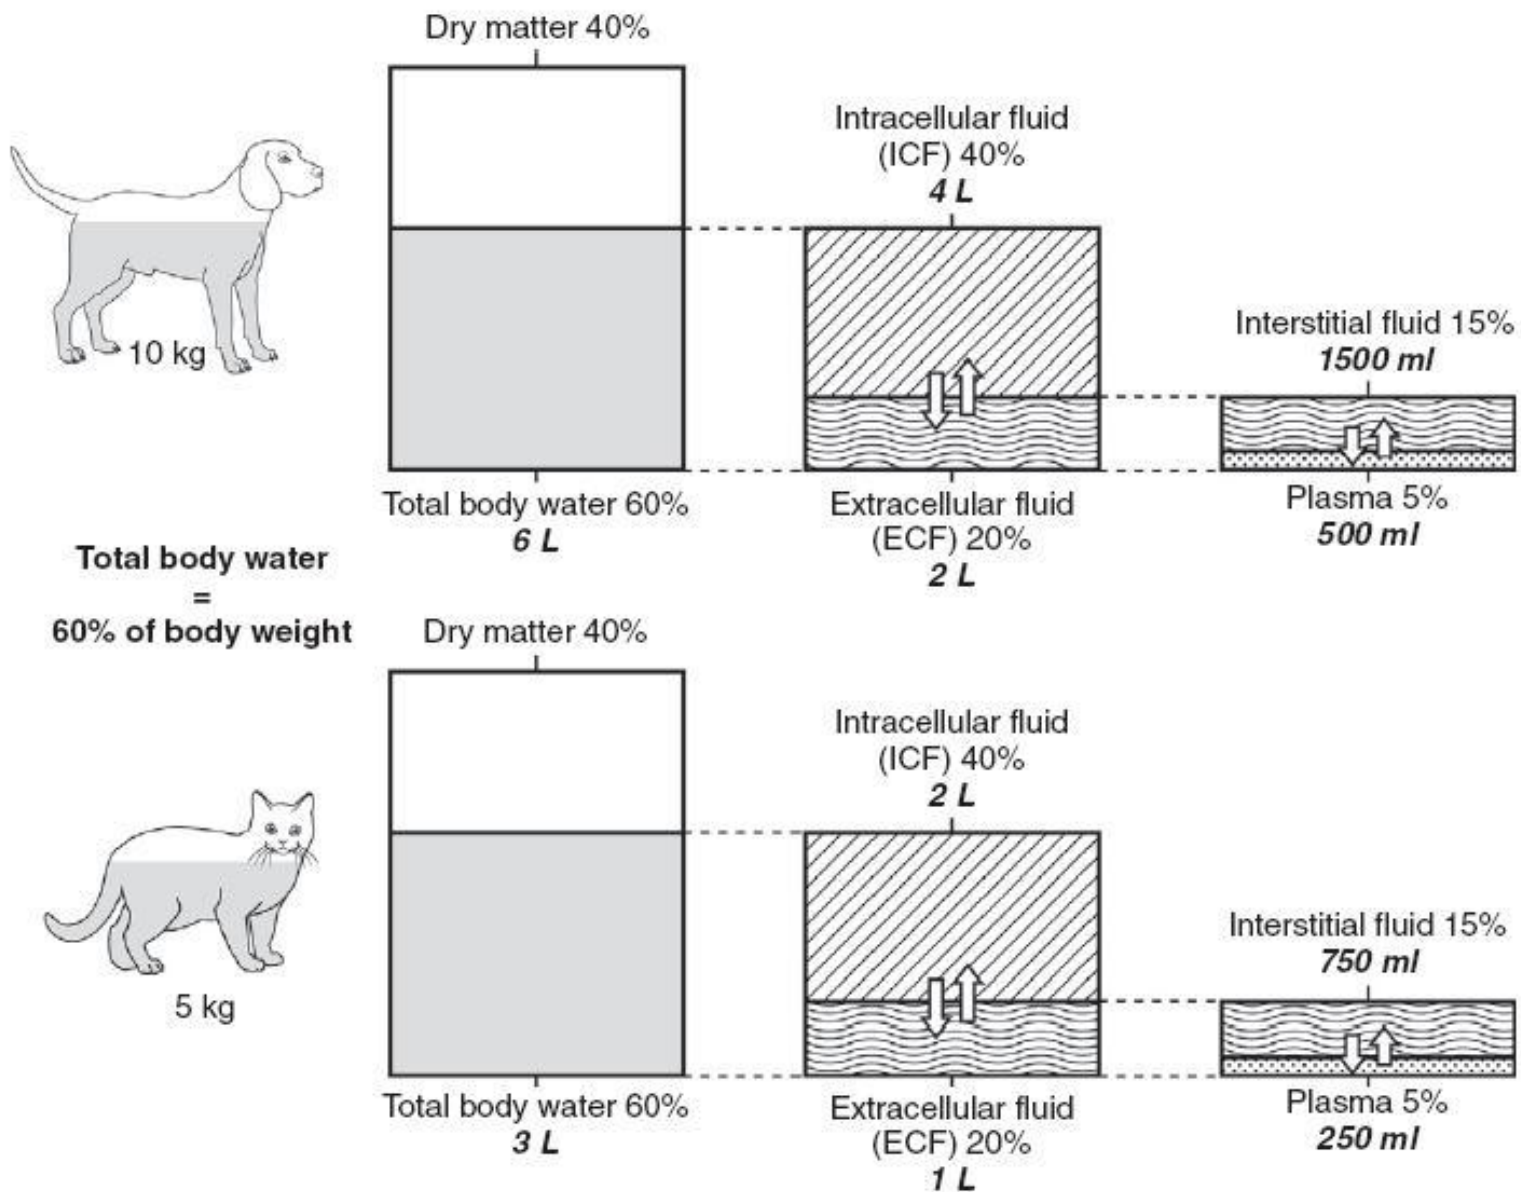 Dry matter 40%
Intracellular fluid
(ICF) 40%
4 L
Interstitial fluid 15%
1500 ml
10 kg
Total body water 60%
6 L
Extracellular fluid
(ECF) 20%
2 L
Plasma 5%
500 ml
Total body water
=
60% of body weight
Dry matter 40%
Intracellular fluid
(ICF) 40%
2 L
Interstitial fluid 15%
750 ml
5 kg
Total body water 60%
3 L
Extracellular fluid
(ECF) 20%
1 L
Plasma 5%
250 ml